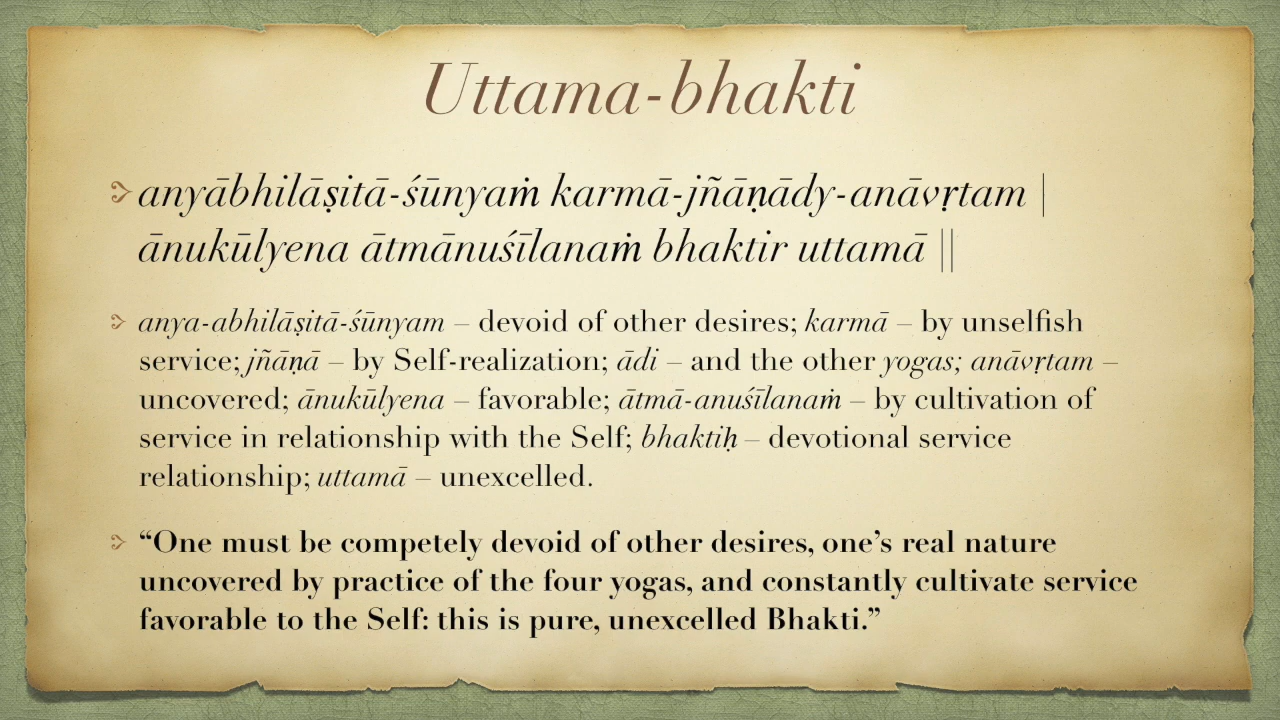 Uttama-bhakti
anyābhilāṣitā-śūnyaṁ karmā-jñāṇādy-anāvṛtam |
ānukūlyena ātmānuśīlanaṁ bhaktir uttamā ||
anya-abhilāṣitā-śūnyam – devoid of other desires; karmā – by unselfish
service; jñāṇā – by Self-realization; ādi – and the other yogas; anāvṛtam –
uncovered; ānukūlyena – favorable; ātmā-anuśīlanaṁ – by cultivation of
service in relationship with the Self; bhaktiḥ – devotional service
relationship; uttamā – unexcelled.
“One must be competely devoid of other desires, one’s real nature
uncovered by practice of the four yogas, and constantly cultivate service
favorable to the Self: this is pure, unexcelled Bhakti.”